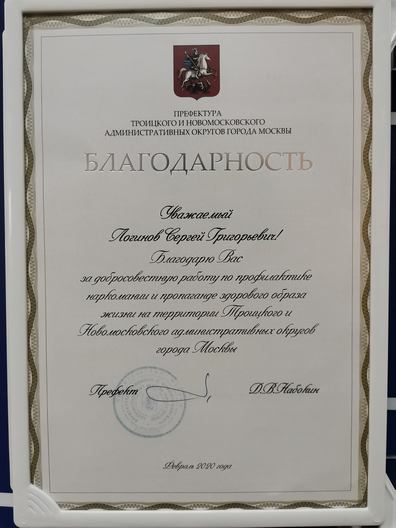 ПРЕФЕКТУРА
ТРОИЦКОГО И НОВОМОСКОВСКОГО
АДМИНИСТРАТИВНЫХ ОКРУГОВ ГОРОДА МОСКВЫ
БЛАГОДАРНОСТЬ
Уважаемый
Логинов Сергей Григорьевич!
Благодарю Вас
за добросовестную работу по профилактике
наркомании и пропаганде здорового образа
жизни на территории Троицкого и
Новомосковского административных округов
города Москвы
Префект Д.В.Набокин
Февраль 2020 года